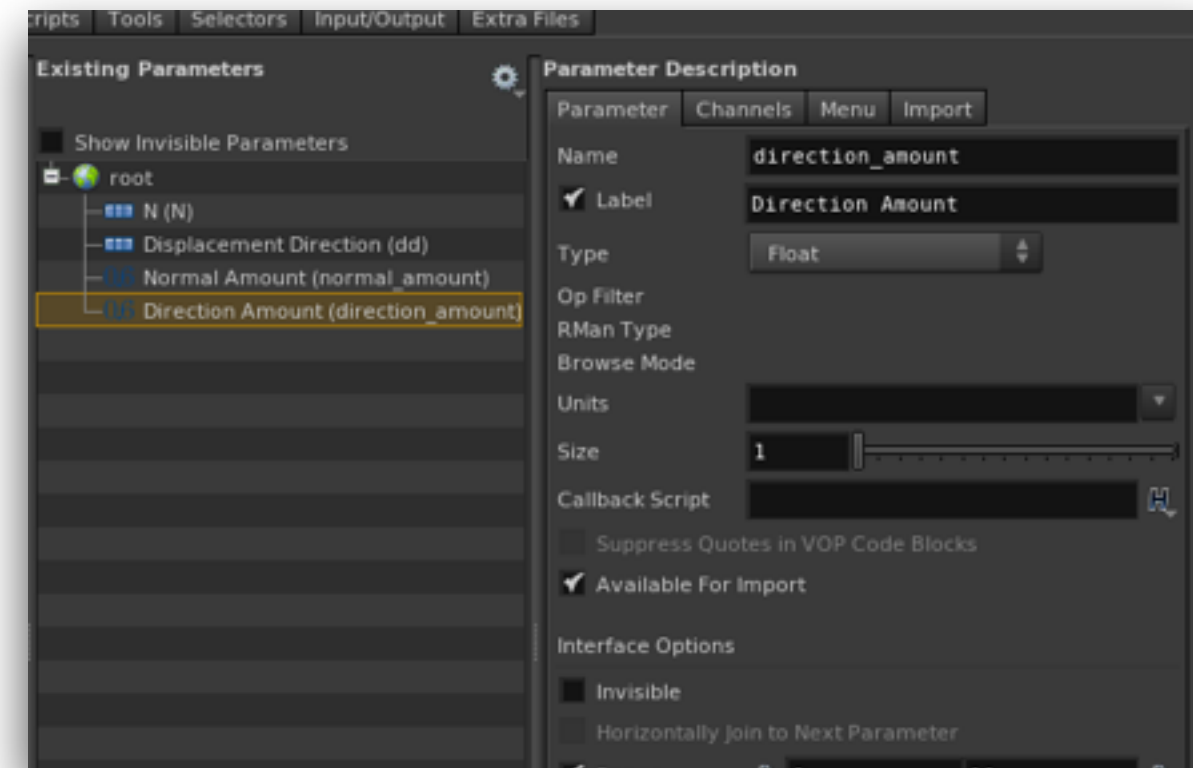 Tools Selectors Input/Output Extra Files
Existing Parameters
Show Invisible Parameters
root
N (N)
Displacement Direction (dd)
Normal Amount (normal_amount)
Direction Amount (direction_amount)
Parameter Description
Parameter Channels Menu Import
Name direction_amount
Label Direction Amount
Type Float
Op Filter
RMan Type
Browse Mode
Units
Size 1
Callback Script
Suppress Quotes in VOP Code Blocks
Available For Import
Interface Options
Invisible
Horizontally Join to Next Parameter